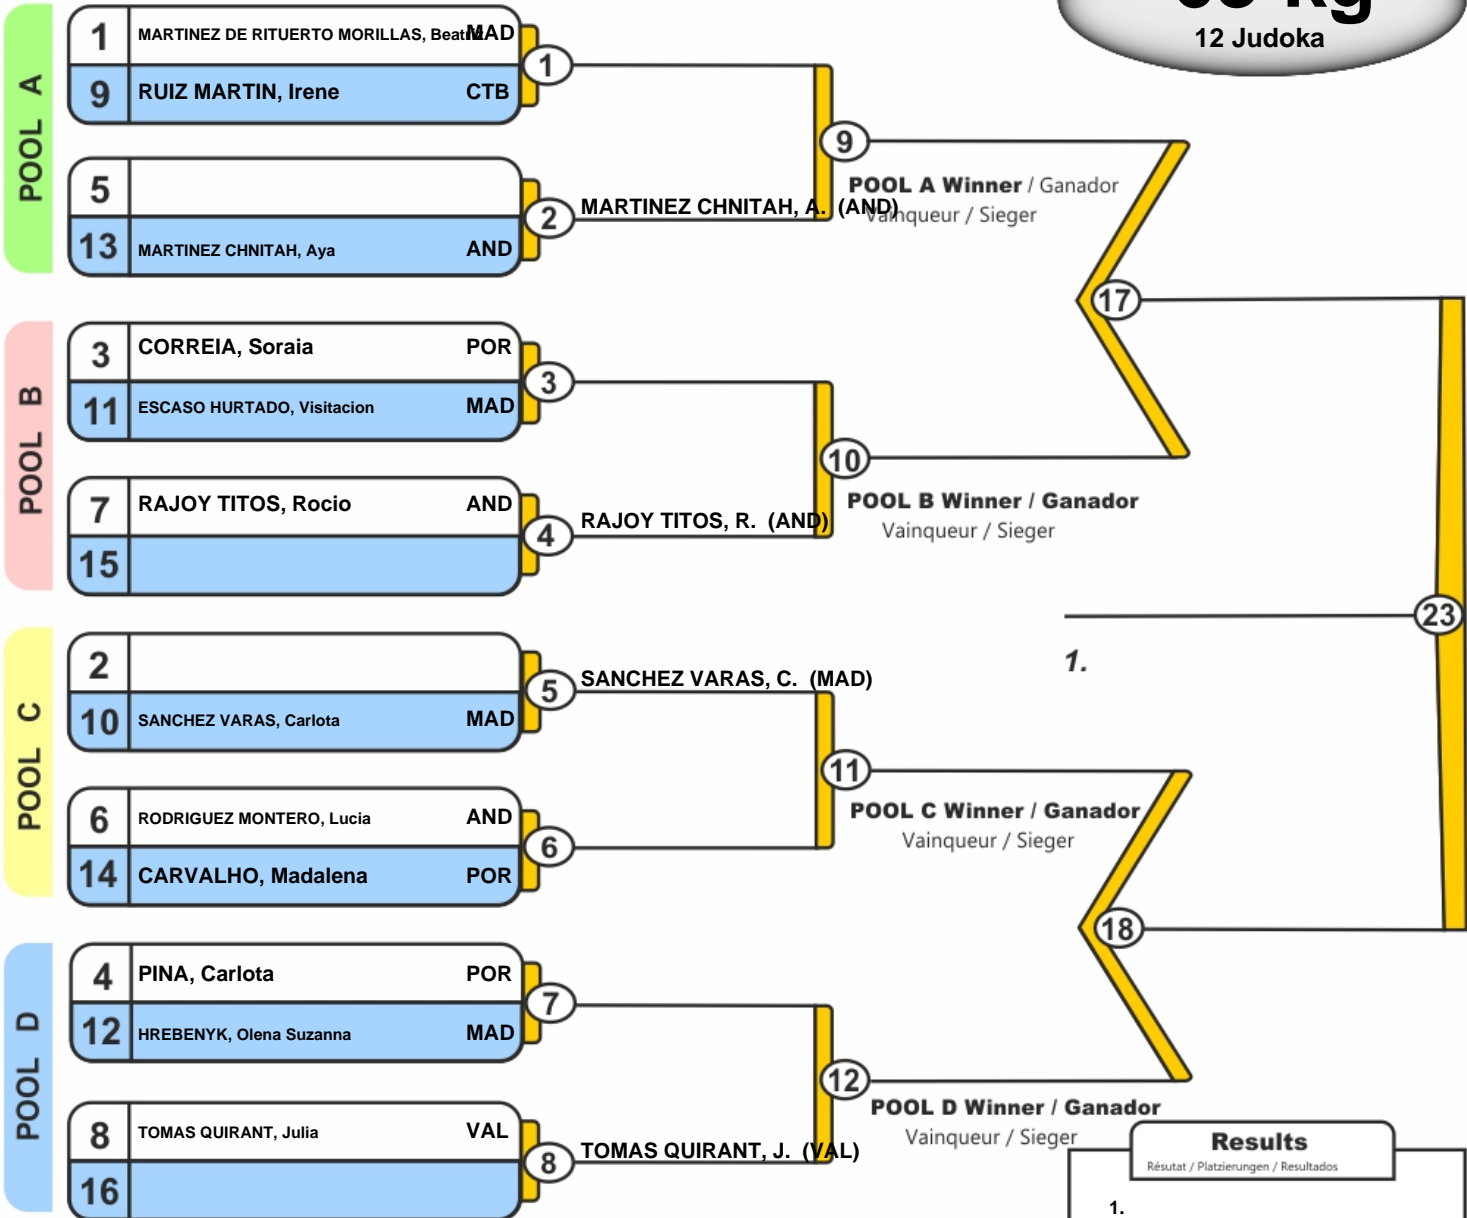 12 Judoka
POOL A
1 MARTINEZ DE RITUERTO MORILLAS, Beatriz MAD
9 RUIZ MARTIN, Irene CTB
1
5
13 MARTINEZ CHNITAH, Aya AND
2
MARTINEZ CHNITAH, A. (AND)
9
POOL A Winner / Ganador
Vainqueur / Sieger
POOL B
3 CORREIA, Soraia POR
11 ESCASO HURTADO, Visitacion MAD
3
7 RAJOY TITOS, Rocio AND
15
4
RAJOY TITOS, R. (AND)
10
POOL B Winner / Ganador
Vainqueur / Sieger
17
POOL C
2
10 SANCHEZ VARAS, Carlota MAD
5
SANCHEZ VARAS, C. (MAD)
6 RODRIGUEZ MONTERO, Lucia AND
14 CARVALHO, Madalena POR
6
11
POOL C Winner / Ganador
Vainqueur / Sieger
23
1.
POOL D
4 PINA, Carlota POR
12 HREBENYK, Olena Suzanna MAD
7
8 TOMAS QUIRANT, Julia VAL
16
8
TOMAS QUIRANT, J. (VAL)
12
POOL D Winner / Ganador
Vainqueur / Sieger
18
Results
Résutat / Platzierungen / Resultados
1.